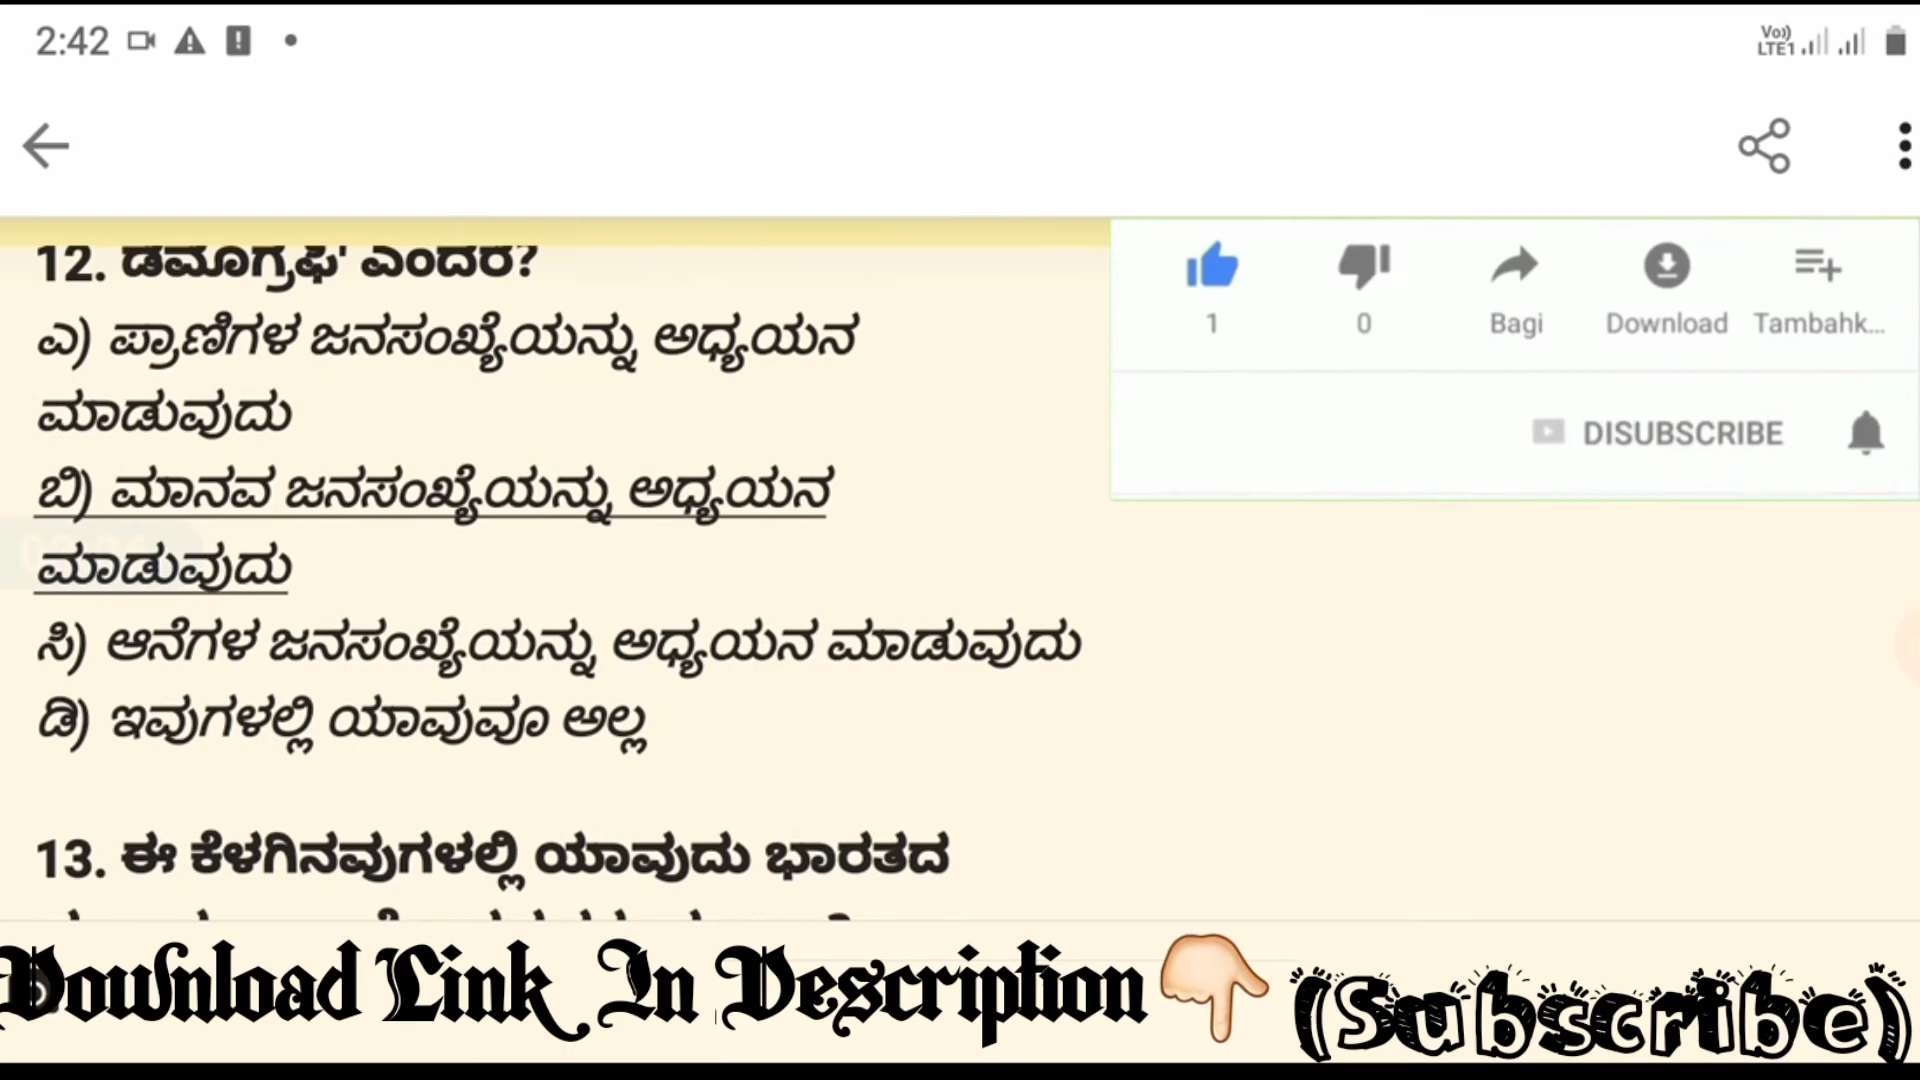 2:42
Vo)) LTE1
12. ಡೆಮೊಗ್ರಫಿ' ಎಂದರೆ?
ಎ) ಪ್ರಾಣಿಗಳ ಜನಸಂಖ್ಯೆಯನ್ನು ಅಧ್ಯಯನ
ಮಾಡುವುದು
ಬಿ) ಮಾನವ ಜನಸಂಖ್ಯೆಯನ್ನು ಅಧ್ಯಯನ
ಮಾಡುವುದು
ಸಿ) ಆನೆಗಳ ಜನಸಂಖ್ಯೆಯನ್ನು ಅಧ್ಯಯನ ಮಾಡುವುದು
ಡಿ) ಇವುಗಳಲ್ಲಿ ಯಾವುವೂ ಅಲ್ಲ
13. ಈ ಕೆಳಗಿನವುಗಳಲ್ಲಿ ಯಾವುದು ಭಾರತದ
1 0 Bagi Download Tambahk...
DISUBSCRIBE
Download Link In Description (Subscribe)